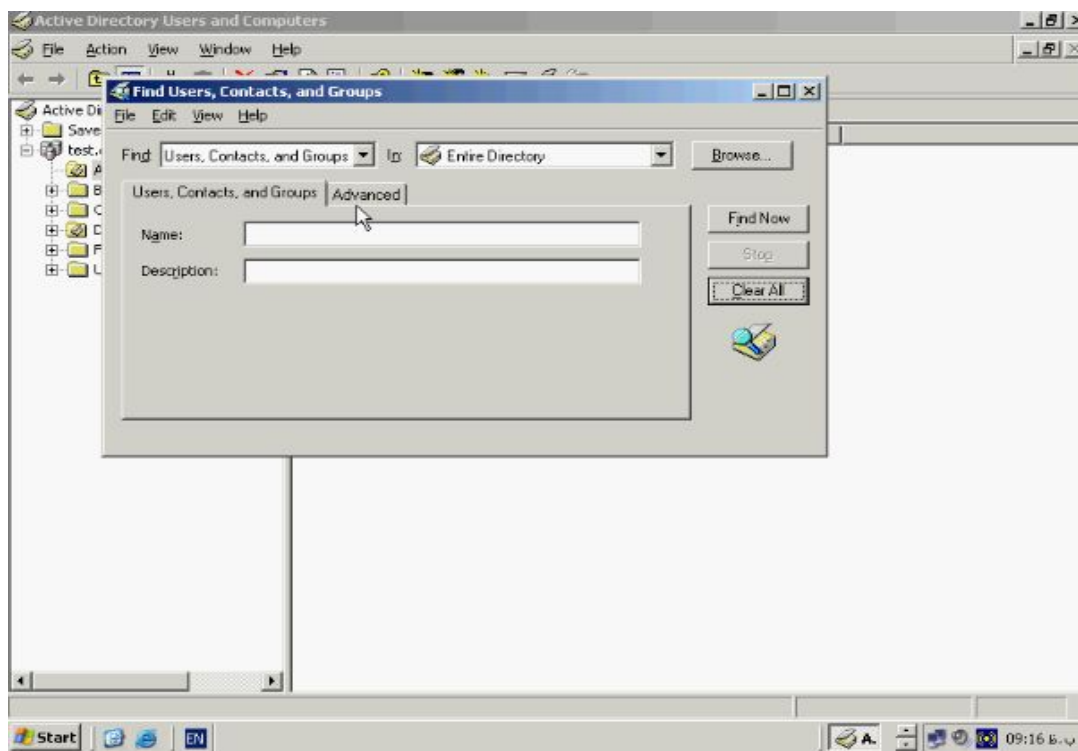 Active Directory Users and Computers
File Action View Window Help
Find Users, Contacts, and Groups
Active Di
File Edit View Help
Save
test.
Find: Users, Contacts, and Groups In: Entire Directory Browse...
A
B
Users, Contacts, and Groups Advanced
C
Find Now
D
Name:
F
Stop
L
Description:
Clear All
Start EN A. 09:16 ب.ظ